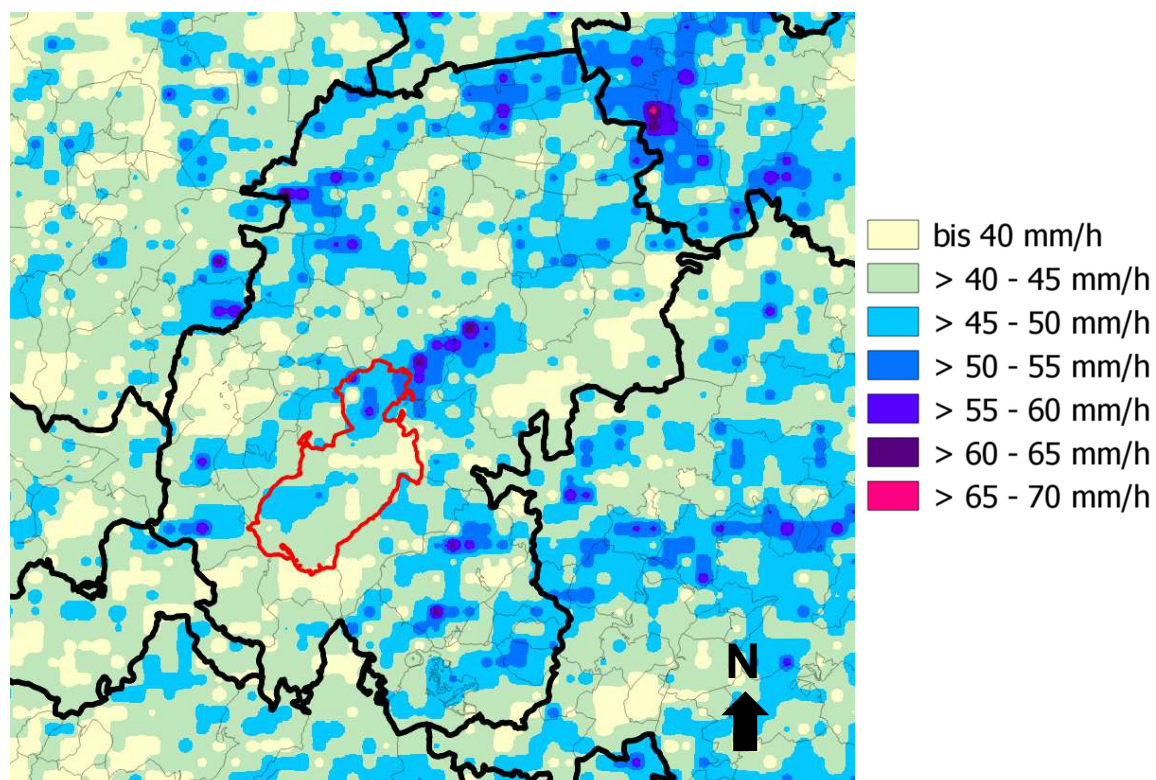 bis 40 mm/h
> 40 - 45 mm/h
> 45 - 50 mm/h
> 50 - 55 mm/h
> 55 - 60 mm/h
> 60 - 65 mm/h
> 65 - 70 mm/h
N